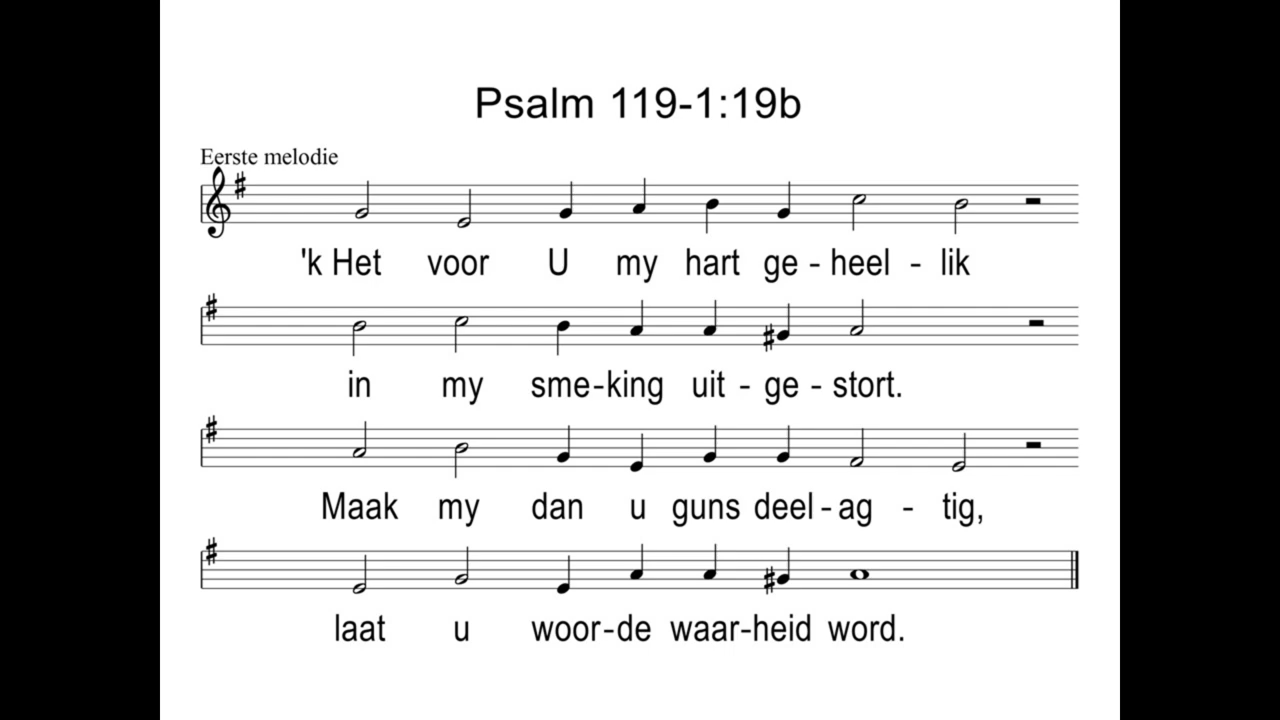 Psalm 119-1:19b
Eerste melodie
'k Het voor U my hart ge - heel - lik
in my sme-king uit - ge - stort.
Maak my dan u guns deel - ag - tig,
laat u woor-de waar-heid word.